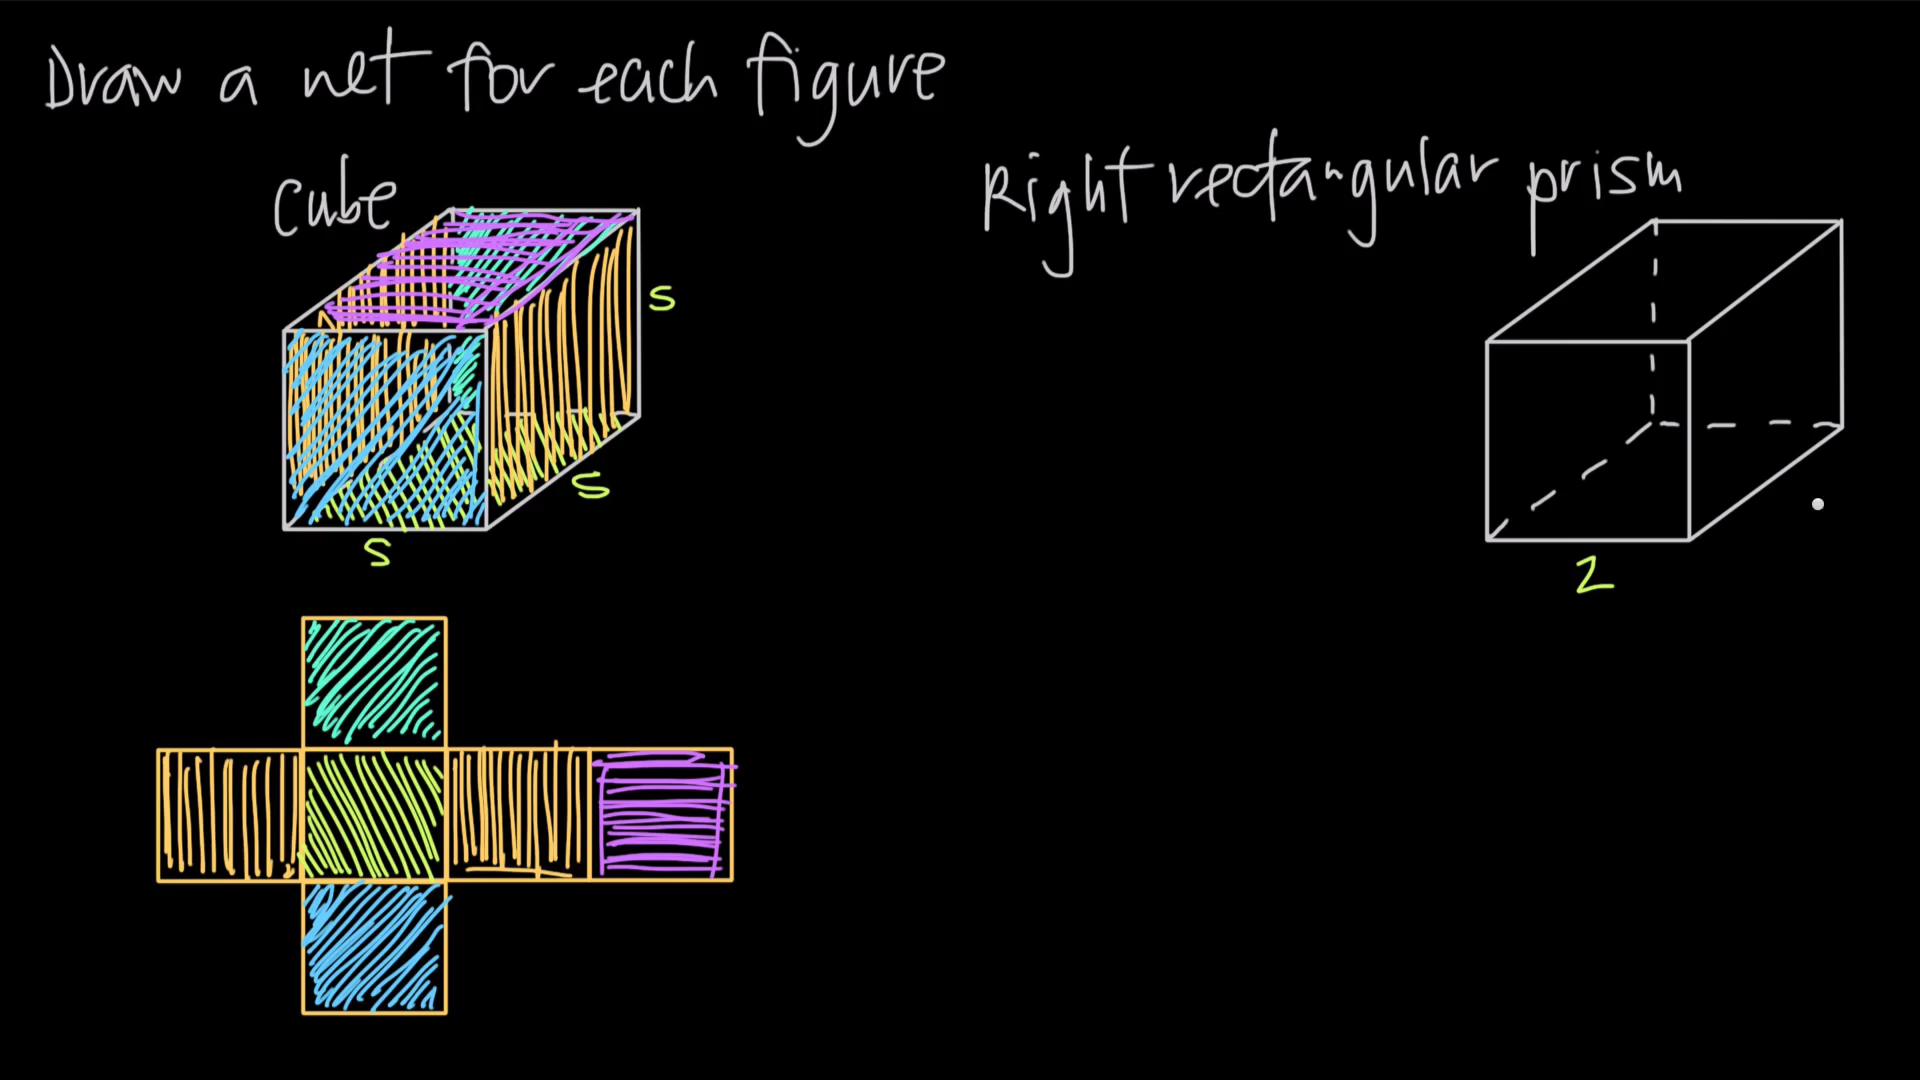 Draw a net for each figure
cube
Right rectangular prism
s
s
s
2